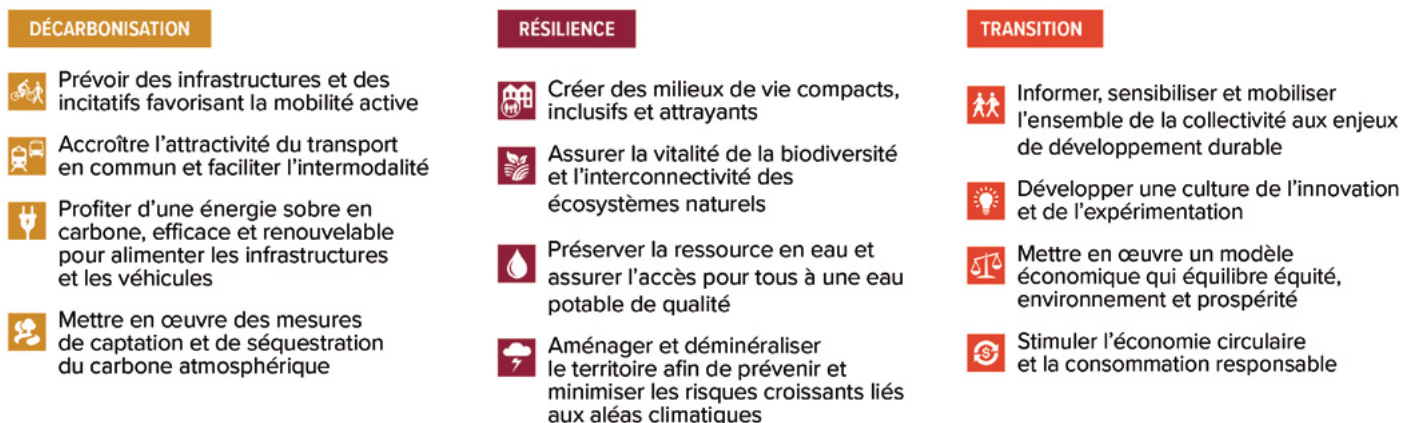 DÉCARBONISATION
Prévoir des infrastructures et des
incitatifs favorisant la mobilité active
Accroître l'attractivité du transport
en commun et faciliter l'intermodalité
Profiter d'une énergie sobre en
carbone, efficace et renouvelable
pour alimenter les infrastructures
et les véhicules
Mettre en œuvre des mesures
de captation et de séquestration
du carbone atmosphérique
RÉSILIENCE
Créer des milieux de vie compacts,
inclusifs et attrayants
Assurer la vitalité de la biodiversité
et l'interconnectivité des
écosystèmes naturels
Préserver la ressource en eau et
assurer l'accès pour tous à une eau
potable de qualité
Aménager et déminéraliser
le territoire afin de prévenir et
minimiser les risques croissants liés
aux aléas climatiques
TRANSITION
Informer, sensibiliser et mobiliser
l'ensemble de la collectivité aux enjeux
de développement durable
Développer une culture de l'innovation
et de l'expérimentation
Mettre en œuvre un modèle
économique qui équilibre équité,
environnement et prospérité
Stimuler l'économie circulaire
et la consommation responsable